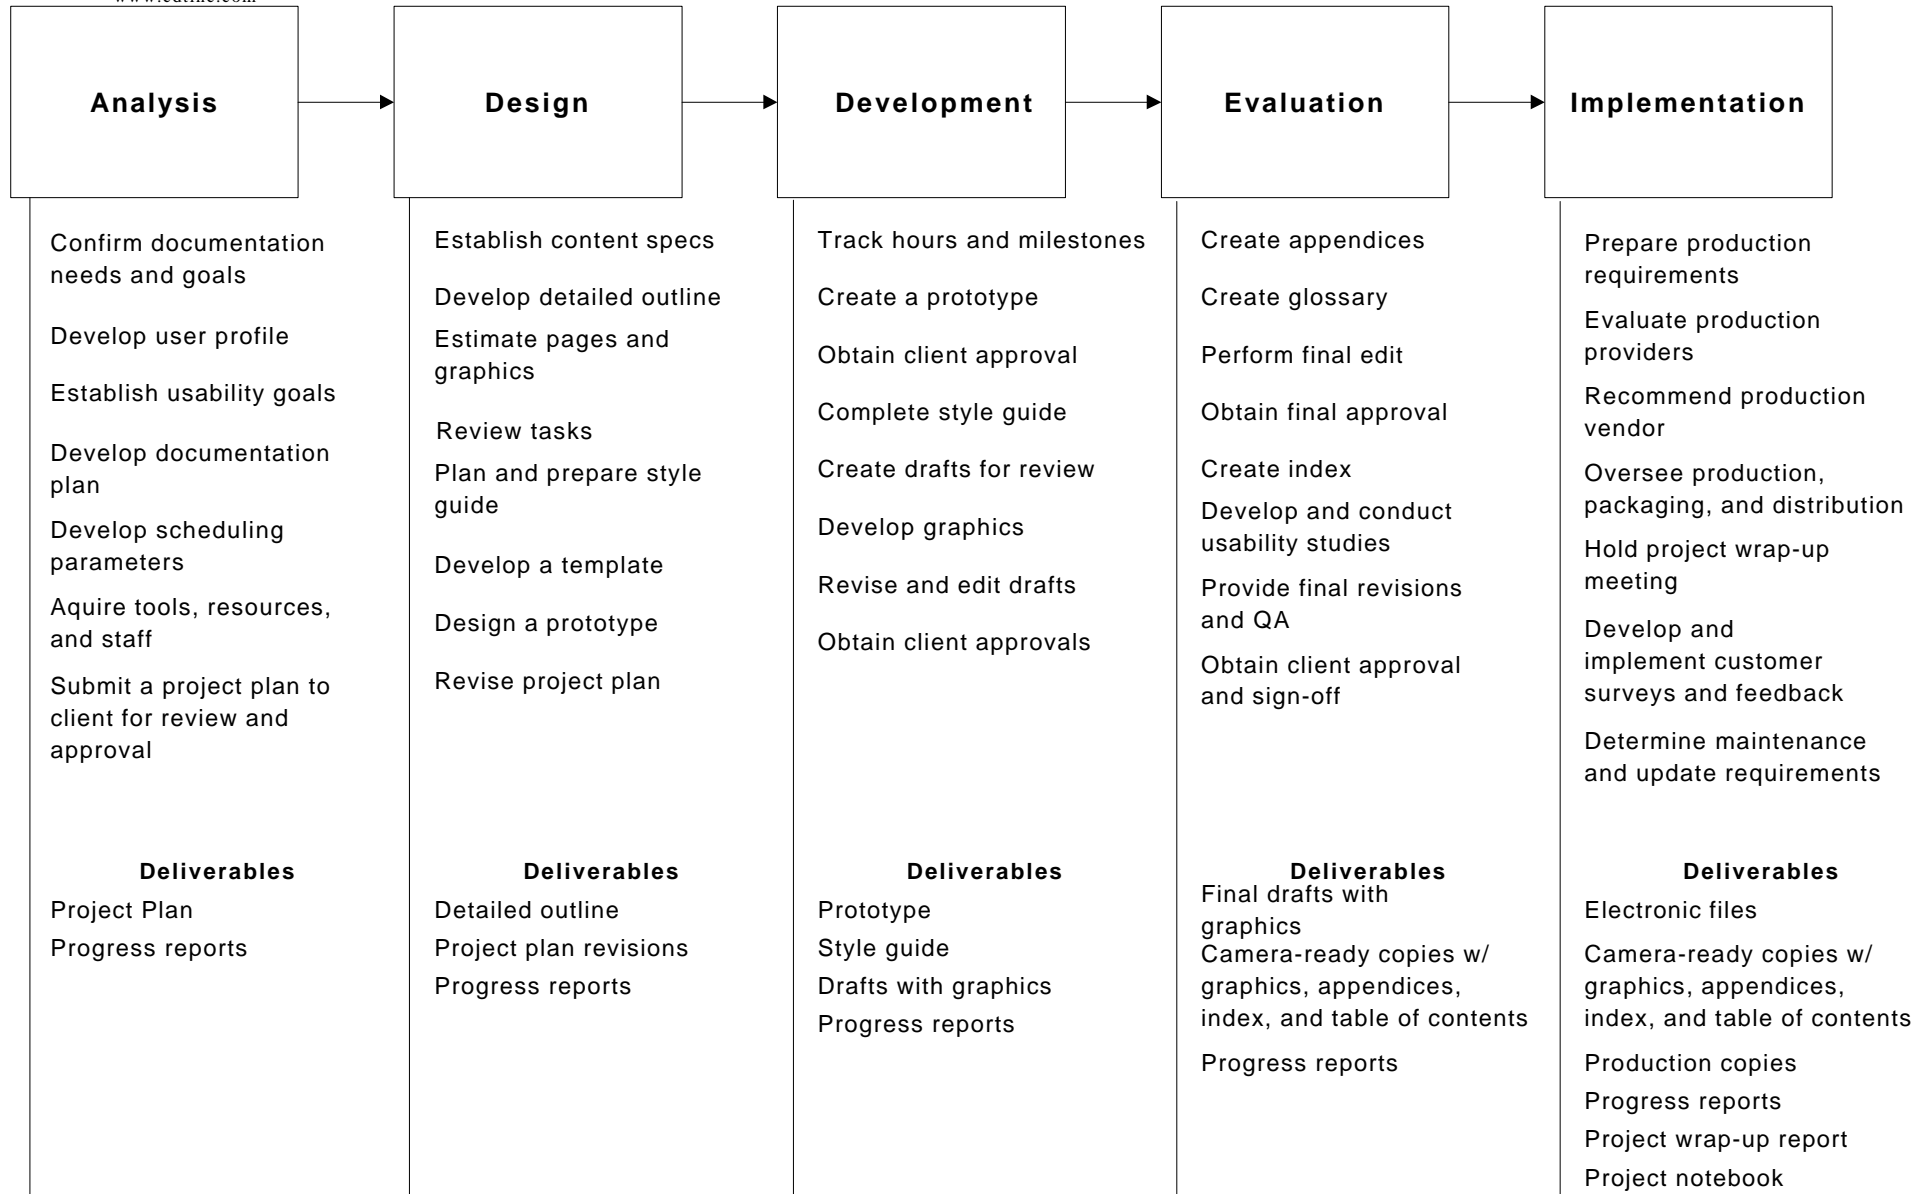 Analysis
Design
Development
Evaluation
Implementation
Confirm documentation
needs and goals
Develop user profile
Establish usability goals
Develop documentation
plan
Develop scheduling
parameters
Aquire tools, resources,
and staff
Submit a project plan to
client for review and
approval
Deliverables
Project Plan
Progress reports
Establish content specs
Develop detailed outline
Estimate pages and
graphics
Review tasks
Plan and prepare style
guide
Develop a template
Design a prototype
Revise project plan
Deliverables
Detailed outline
Project plan revisions
Progress reports
Track hours and milestones
Create a prototype
Obtain client approval
Complete style guide
Create drafts for review
Develop graphics
Revise and edit drafts
Obtain client approvals
Deliverables
Prototype
Style guide
Drafts with graphics
Progress reports
Create appendices
Create glossary
Perform final edit
Obtain final approval
Create index
Develop and conduct
usability studies
Provide final revisions
and QA
Obtain client approval
and sign-off
Deliverables
Final drafts with
graphics
Camera-ready copies w/
graphics, appendices,
index, and table of contents
Progress reports
Prepare production
requirements
Evaluate production
providers
Recommend production
vendor
Oversee production,
packaging, and distribution
Hold project wrap-up
meeting
Develop and
implement customer
surveys and feedback
Determine maintenance
and update requirements
Deliverables
Electronic files
Camera-ready copies w/
graphics, appendices,
index, and table of contents
Production copies
Progress reports
Project wrap-up report
Project notebook